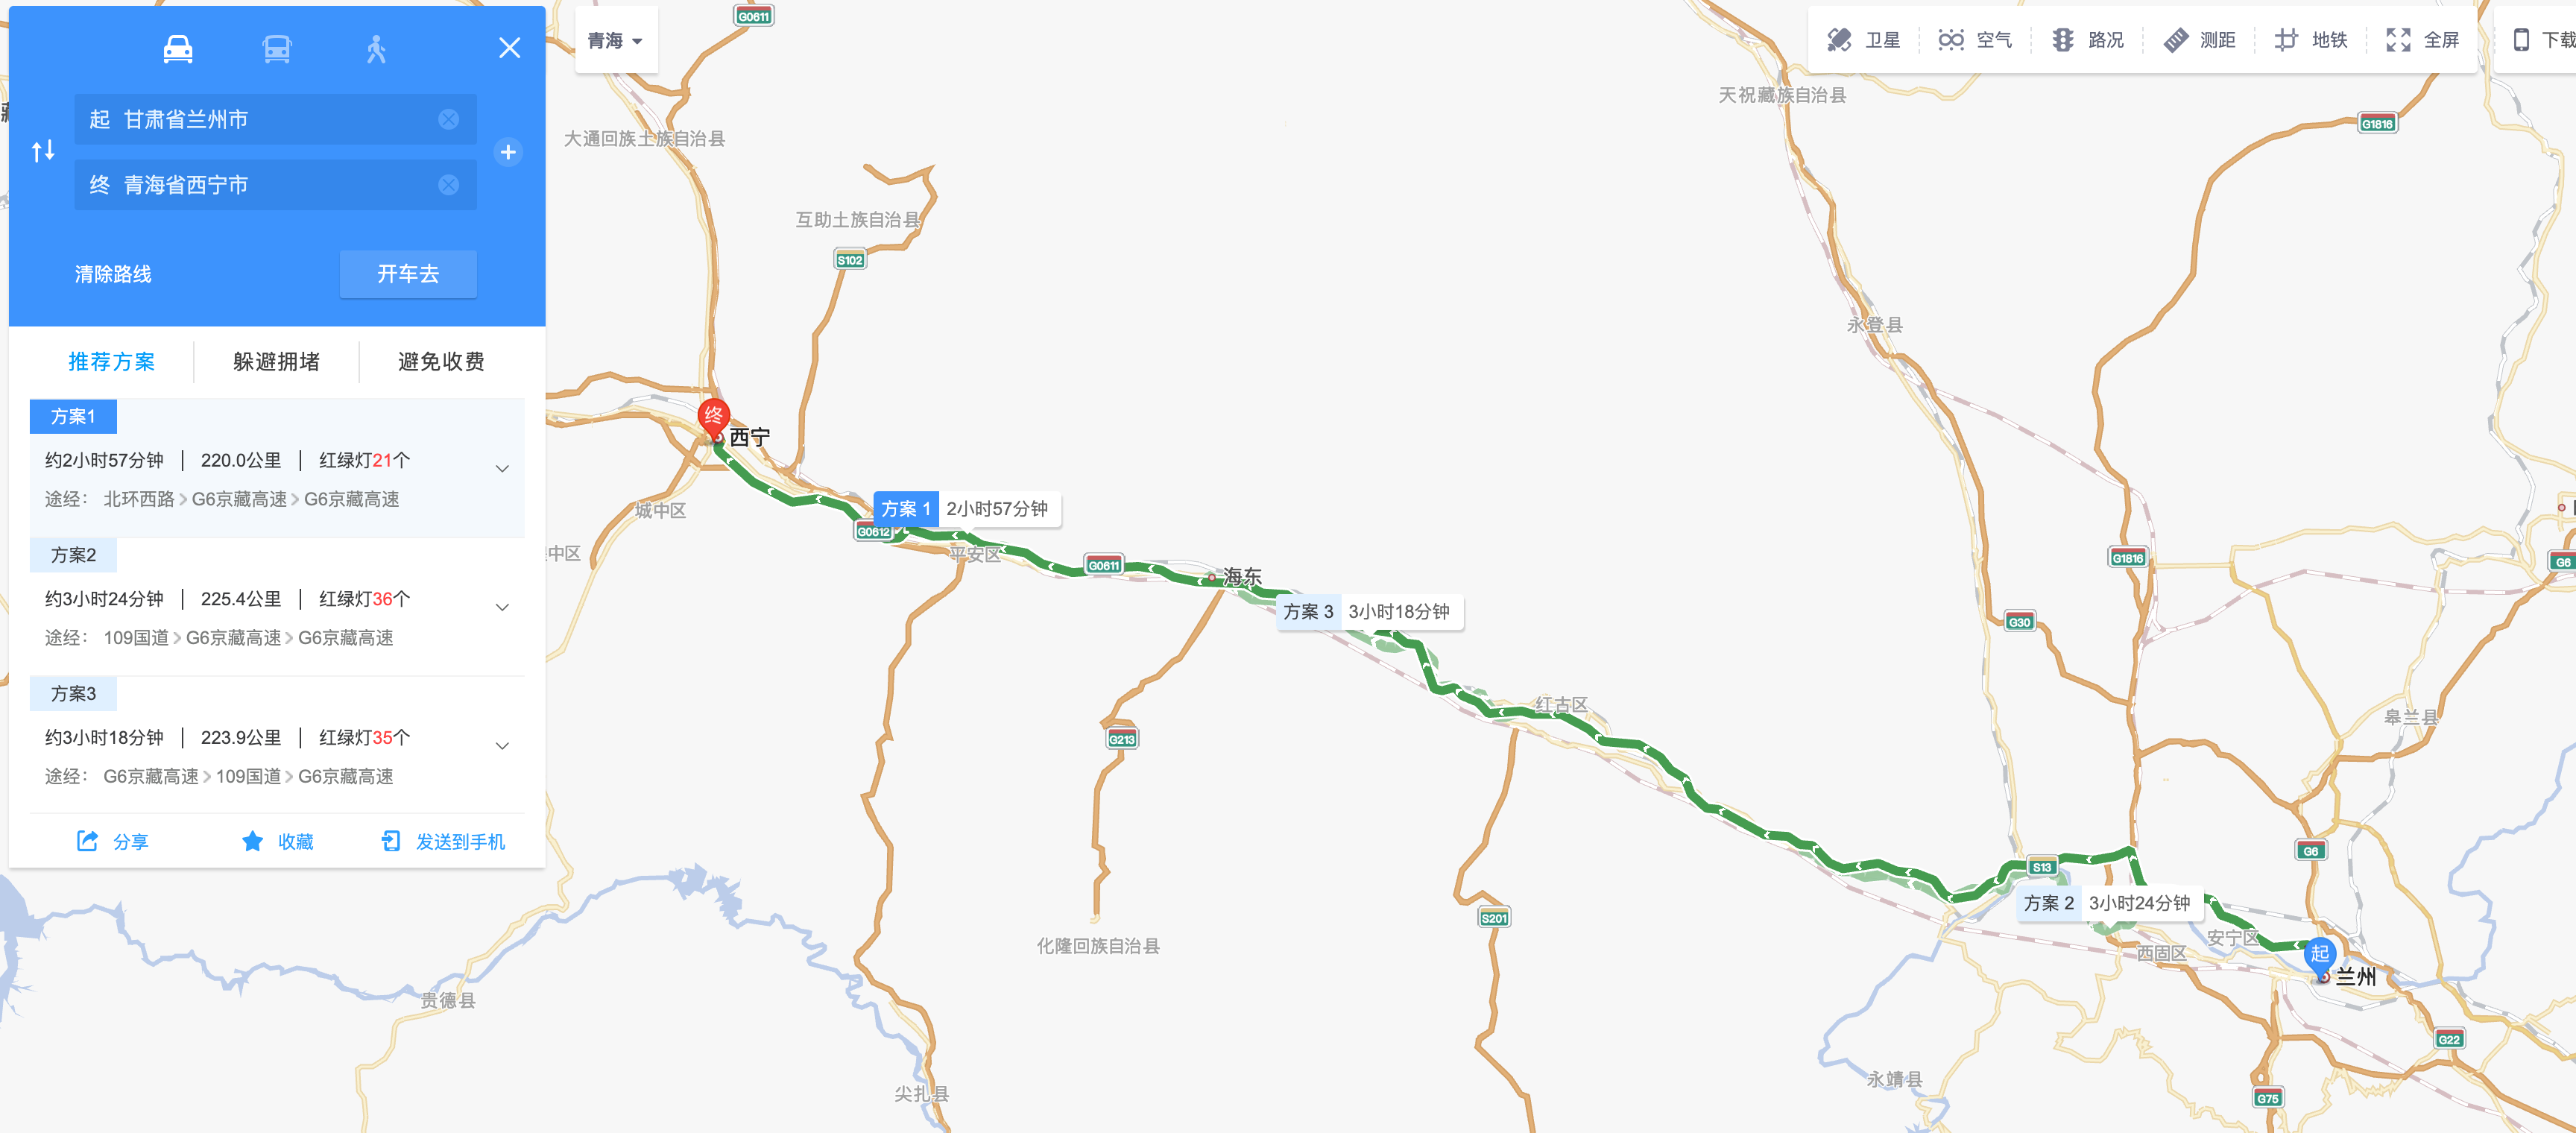 起 甘肃省兰州市
终 青海省西宁市
清除路线
开车去
推荐方案
躲避拥堵
避免收费
方案1
约2小时57分钟 | 220.0公里 | 红绿灯21个
途经： 北环西路 > G6京藏高速 > G6京藏高速
方案2
约3小时24分钟 | 225.4公里 | 红绿灯36个
途经： 109国道 > G6京藏高速 > G6京藏高速
方案3
约3小时18分钟 | 223.9公里 | 红绿灯35个
途经： G6京藏高速 > 109国道 > G6京藏高速
分享
收藏
发送到手机
青海
卫星
空气
路况
测距
地铁
全屏
下载
G0611
天祝藏族自治县
G1816
大通回族土族自治县
互助土族自治县
S102
永登县
终
西宁
城中区
中区
方案 1 2小时57分钟
G0612
平安区
G0611
海东
方案 3 3小时18分钟
G1816
G6
G30
红古区
皋兰县
G213
G6
S13
方案 2 3小时24分钟
S201
安宁区
西固区
起
兰州
化隆回族自治县
贵德县
G22
永靖县
尖扎县
G75